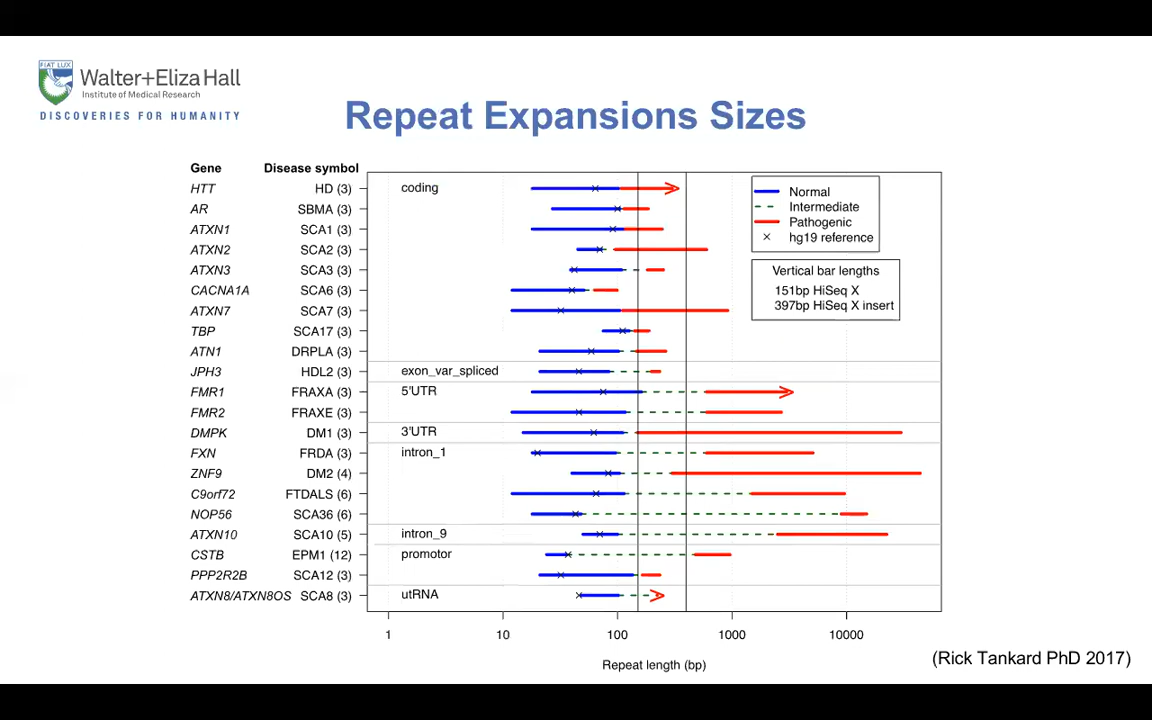 FIAT LUX
Walter+Eliza Hall
Institute of Medical Research
DISCOVERIES FOR HUMANITY
Repeat Expansions Sizes
Gene Disease symbol
HTT HD (3) coding
AR SBMA (3)
ATXN1 SCA1 (3)
ATXN2 SCA2 (3)
ATXN3 SCA3 (3)
CACNA1A SCA6 (3)
ATXN7 SCA7 (3)
TBP SCA17 (3)
ATN1 DRPLA (3)
JPH3 HDL2 (3) exon_var_spliced
FMR1 FRAXA (3) 5'UTR
FMR2 FRAXE (3)
DMPK DM1 (3) 3'UTR
FXN FRDA (3) intron_1
ZNF9 DM2 (4)
C9orf72 FTDALS (6)
NOP56 SCA36 (6)
ATXN10 SCA10 (5) intron_9
CSTB EPM1 (12) promotor
PPP2R2B SCA12 (3)
ATXN8/ATXN8OS SCA8 (3) utRNA
Normal
Intermediate
Pathogenic
hg19 reference
Vertical bar lengths
151bp HiSeq X
397bp HiSeq X insert
1 10 100 1000 10000
Repeat length (bp)
(Rick Tankard PhD 2017)